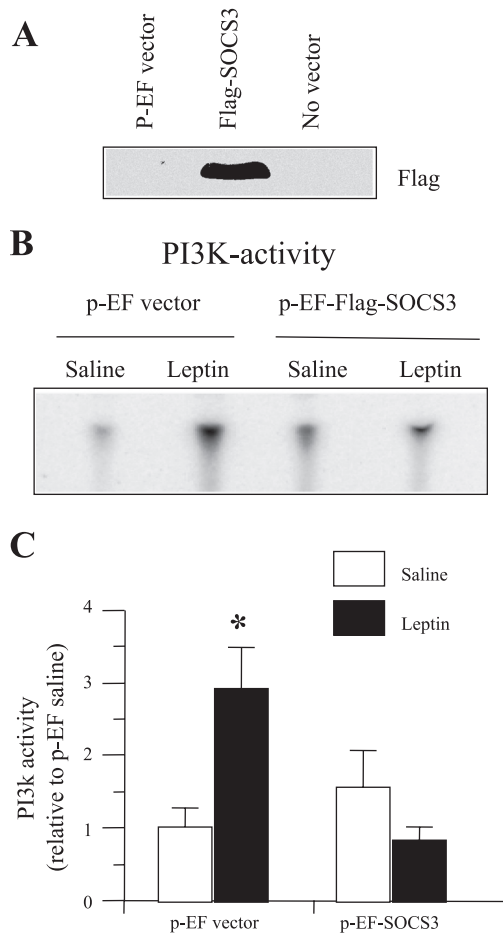 A
P-EF vector
Flag-SOCS3
No vector
Flag
B
PI3K-activity
p-EF vector
p-EF-Flag-SOCS3
Saline
Leptin
Saline
Leptin
C
Saline
Leptin
PI3k activity
(relative to p-EF saline)
4
3
2
1
0
*
p-EF vector
p-EF-SOCS3